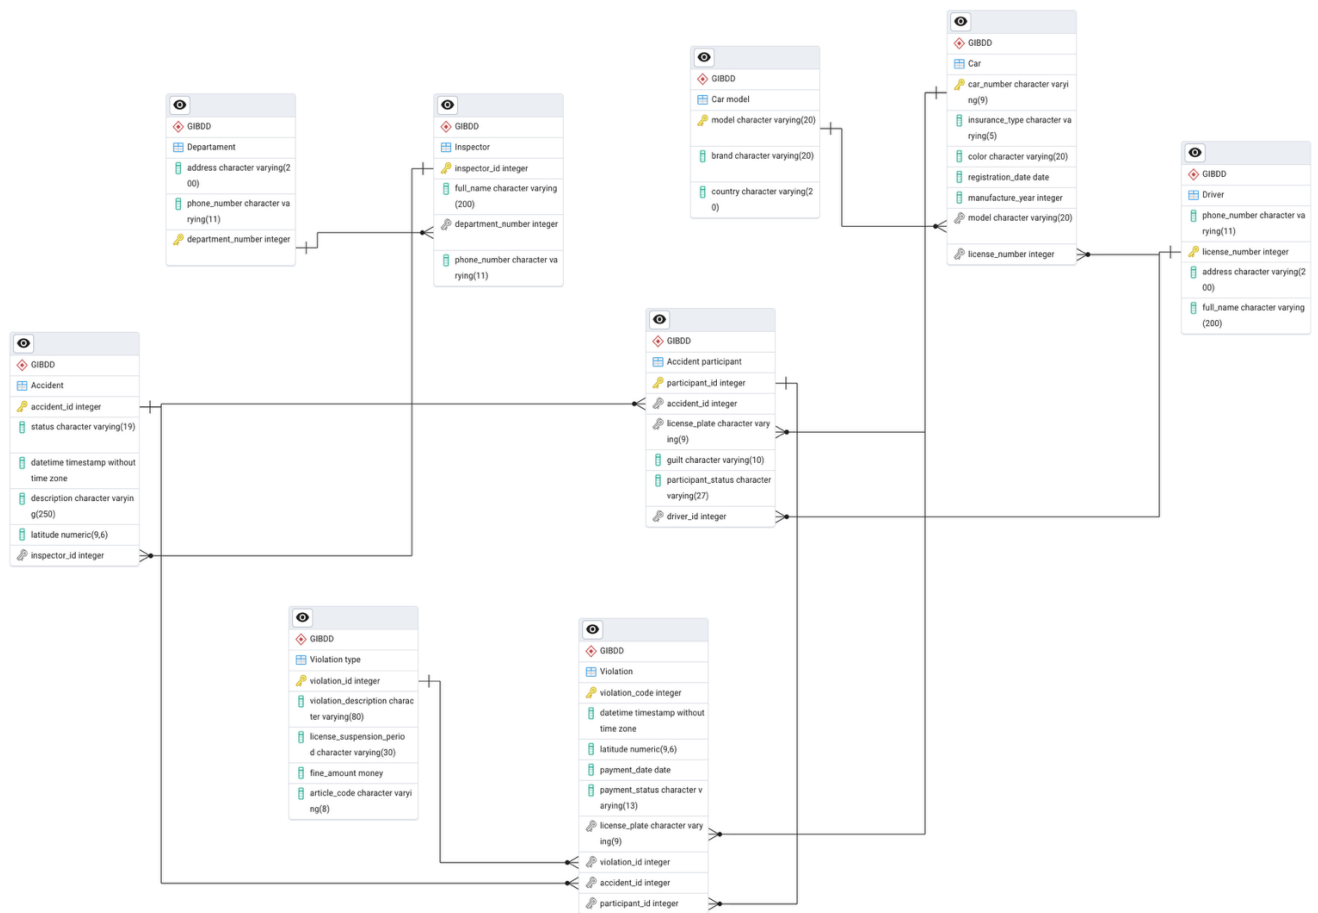 GIBDD
Departament
address character varying(2
00)
phone_number character va
rying(11)
department_number integer
GIBDD
Inspector
inspector_id integer
full_name character varying
(200)
department_number integer
phone_number character va
rying(11)
GIBDD
Car model
model character varying(20)
brand character varying(20)
country character varying(2
0)
GIBDD
Car
car_number character varyi
ng(9)
insurance_type character va
rying(5)
color character varying(20)
registration_date date
manufacture_year integer
model character varying(20)
license_number integer
GIBDD
Driver
phone_number character va
rying(11)
license_number integer
address character varying(2
00)
full_name character varying
(200)
GIBDD
Accident
accident_id integer
status character varying(19)
datetime timestamp without
time zone
description character varyin
g(250)
latitude numeric(9,6)
inspector_id integer
GIBDD
Accident participant
participant_id integer
accident_id integer
license_plate character vary
ing(9)
guilt character varying(10)
participant_status character
varying(27)
driver_id integer
GIBDD
Violation type
violation_id integer
violation_description charac
ter varying(80)
license_suspension_perio
d character varying(30)
fine_amount money
article_code character varyi
ng(8)
GIBDD
Violation
violation_code integer
datetime timestamp without
time zone
latitude numeric(9,6)
payment_date date
payment_status character v
arying(13)
license_plate character vary
ing(9)
violation_id integer
accident_id integer
participant_id integer